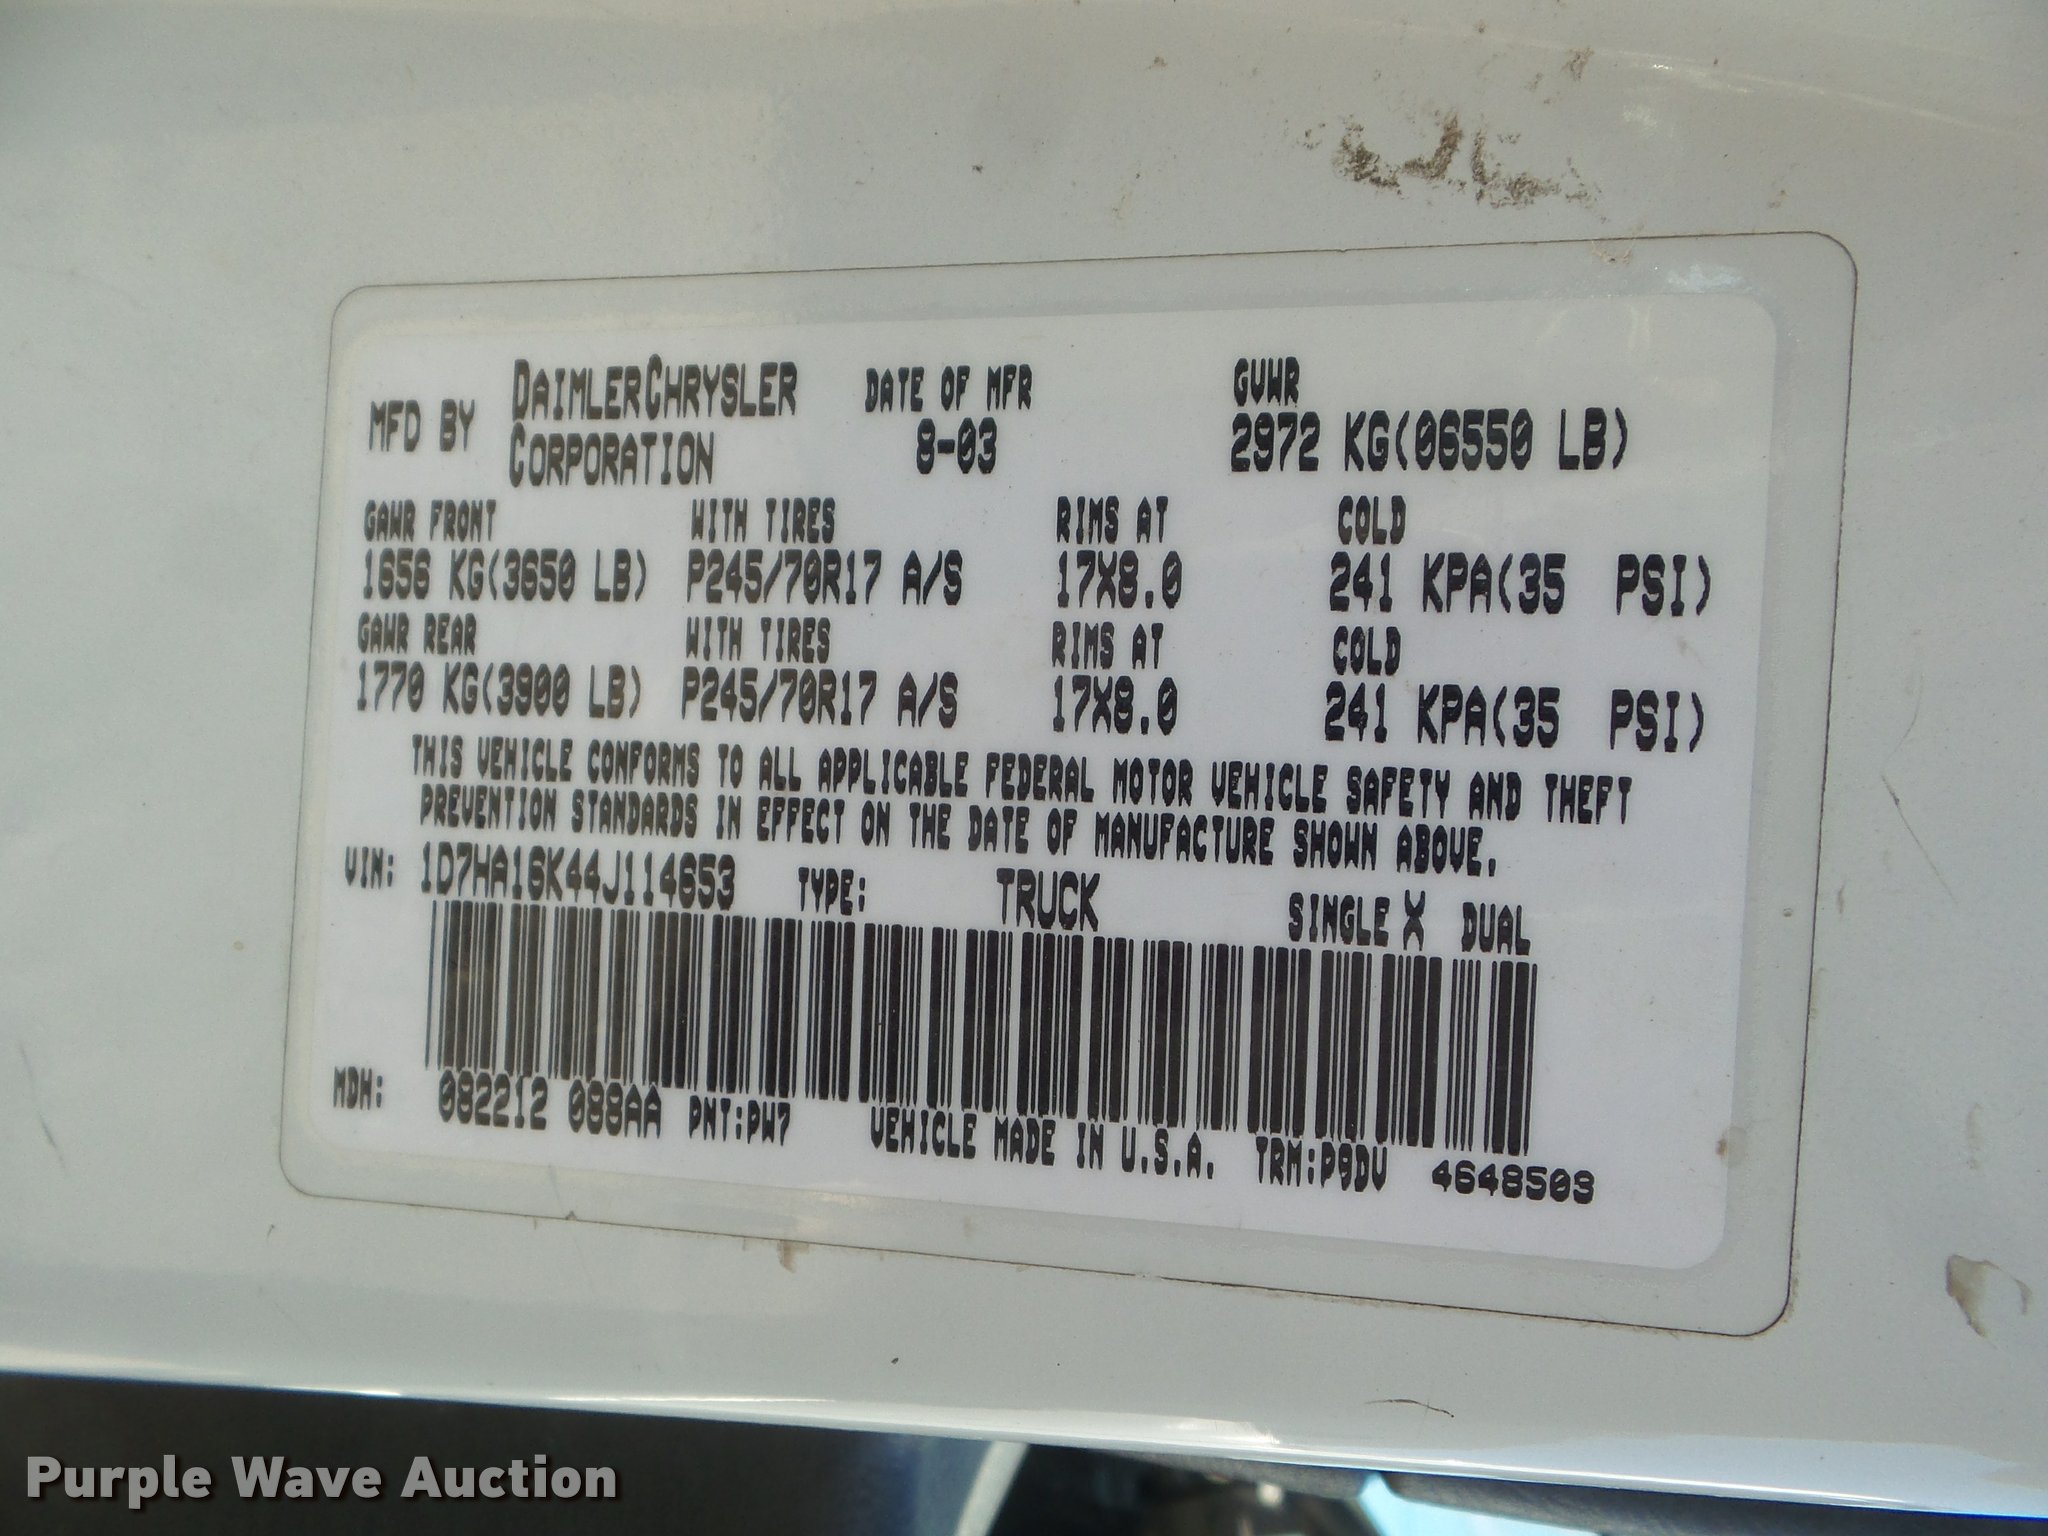 MFD BY DAIMLERCHRYSLER CORPORATION DATE OF MFR 8-03 GVWR 2972 KG(06550 LB)
GAWR FRONT WITH TIRES RIMS AT COLD
1656 KG(3650 LB) P245/70R17 A/S 17X8.0 241 KPA(35 PSI)
GAWR REAR WITH TIRES RIMS AT COLD
1770 KG(3900 LB) P245/70R17 A/S 17X8.0 241 KPA(35 PSI)
THIS VEHICLE CONFORMS TO ALL APPLICABLE FEDERAL MOTOR VEHICLE SAFETY AND THEFT
PREVENTION STANDARDS IN EFFECT ON THE DATE OF MANUFACTURE SHOWN ABOVE.
VIN: 1D7HA16K44J114653 TYPE: TRUCK SINGLE X DUAL
MDH: 082212 088AA PNT:PW7 VEHICLE MADE IN U.S.A. TRM:P9DV 4648503
Purple Wave Auction